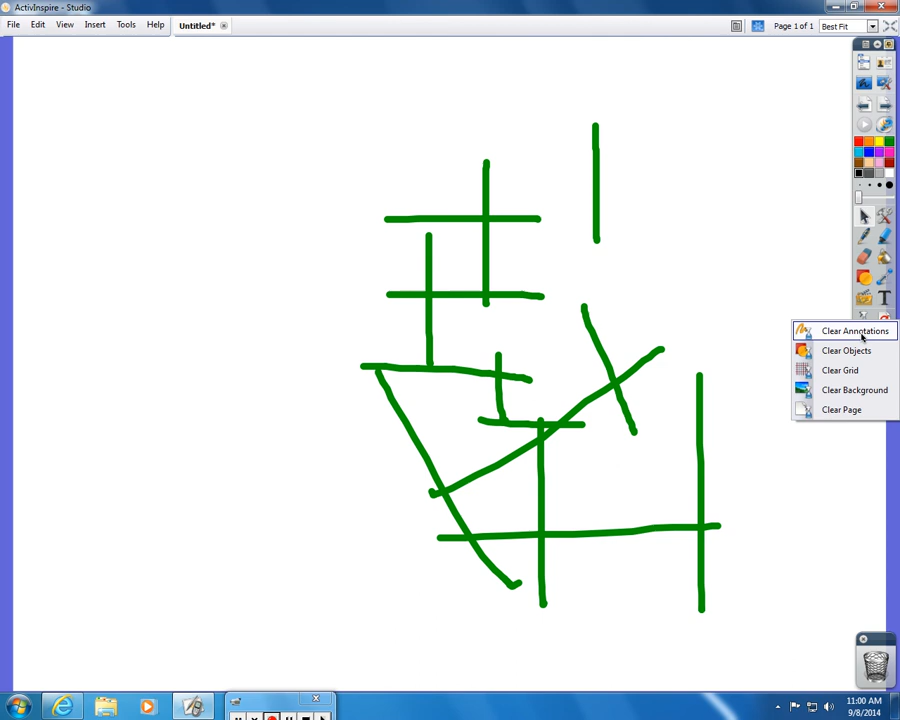 ActivInspire - Studio
File Edit View Insert Tools Help Untitled* Page 1 of 1 Best Fit
T
Clear Annotations
Clear Objects
Clear Grid
Clear Background
Clear Page
11:00 AM
9/8/2014